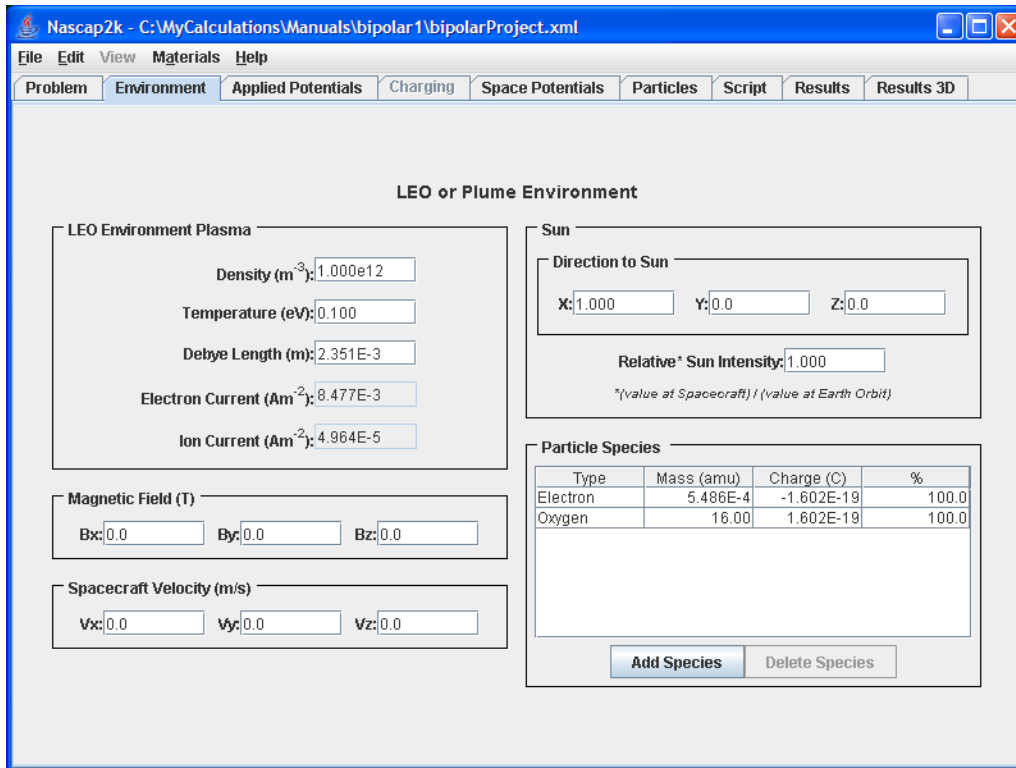 Nascap2k - C:\MyCalculations\Manuals\bipolar1\bipolarProject.xml
File Edit View Materials Help
Problem Environment Applied Potentials Charging Space Potentials Particles Script Results Results 3D
LEO or Plume Environment
LEO Environment Plasma
Density (m-3): 1.000e12
Temperature (eV): 0.100
Debye Length (m): 2.351E-3
Electron Current (Am-2): 8.477E-3
Ion Current (Am-2): 4.964E-5
Magnetic Field (T)
Bx: 0.0 By: 0.0 Bz: 0.0
Spacecraft Velocity (m/s)
Vx: 0.0 Vy: 0.0 Vz: 0.0
Sun
Direction to Sun
X: 1.000 Y: 0.0 Z: 0.0
Relative* Sun Intensity: 1.000
*(value at Spacecraft) / (value at Earth Orbit)
Particle Species
Type Mass (amu) Charge (C) %
Electron 5.486E-4 -1.602E-19 100.0
Oxygen 16.00 1.602E-19 100.0
Add Species Delete Species